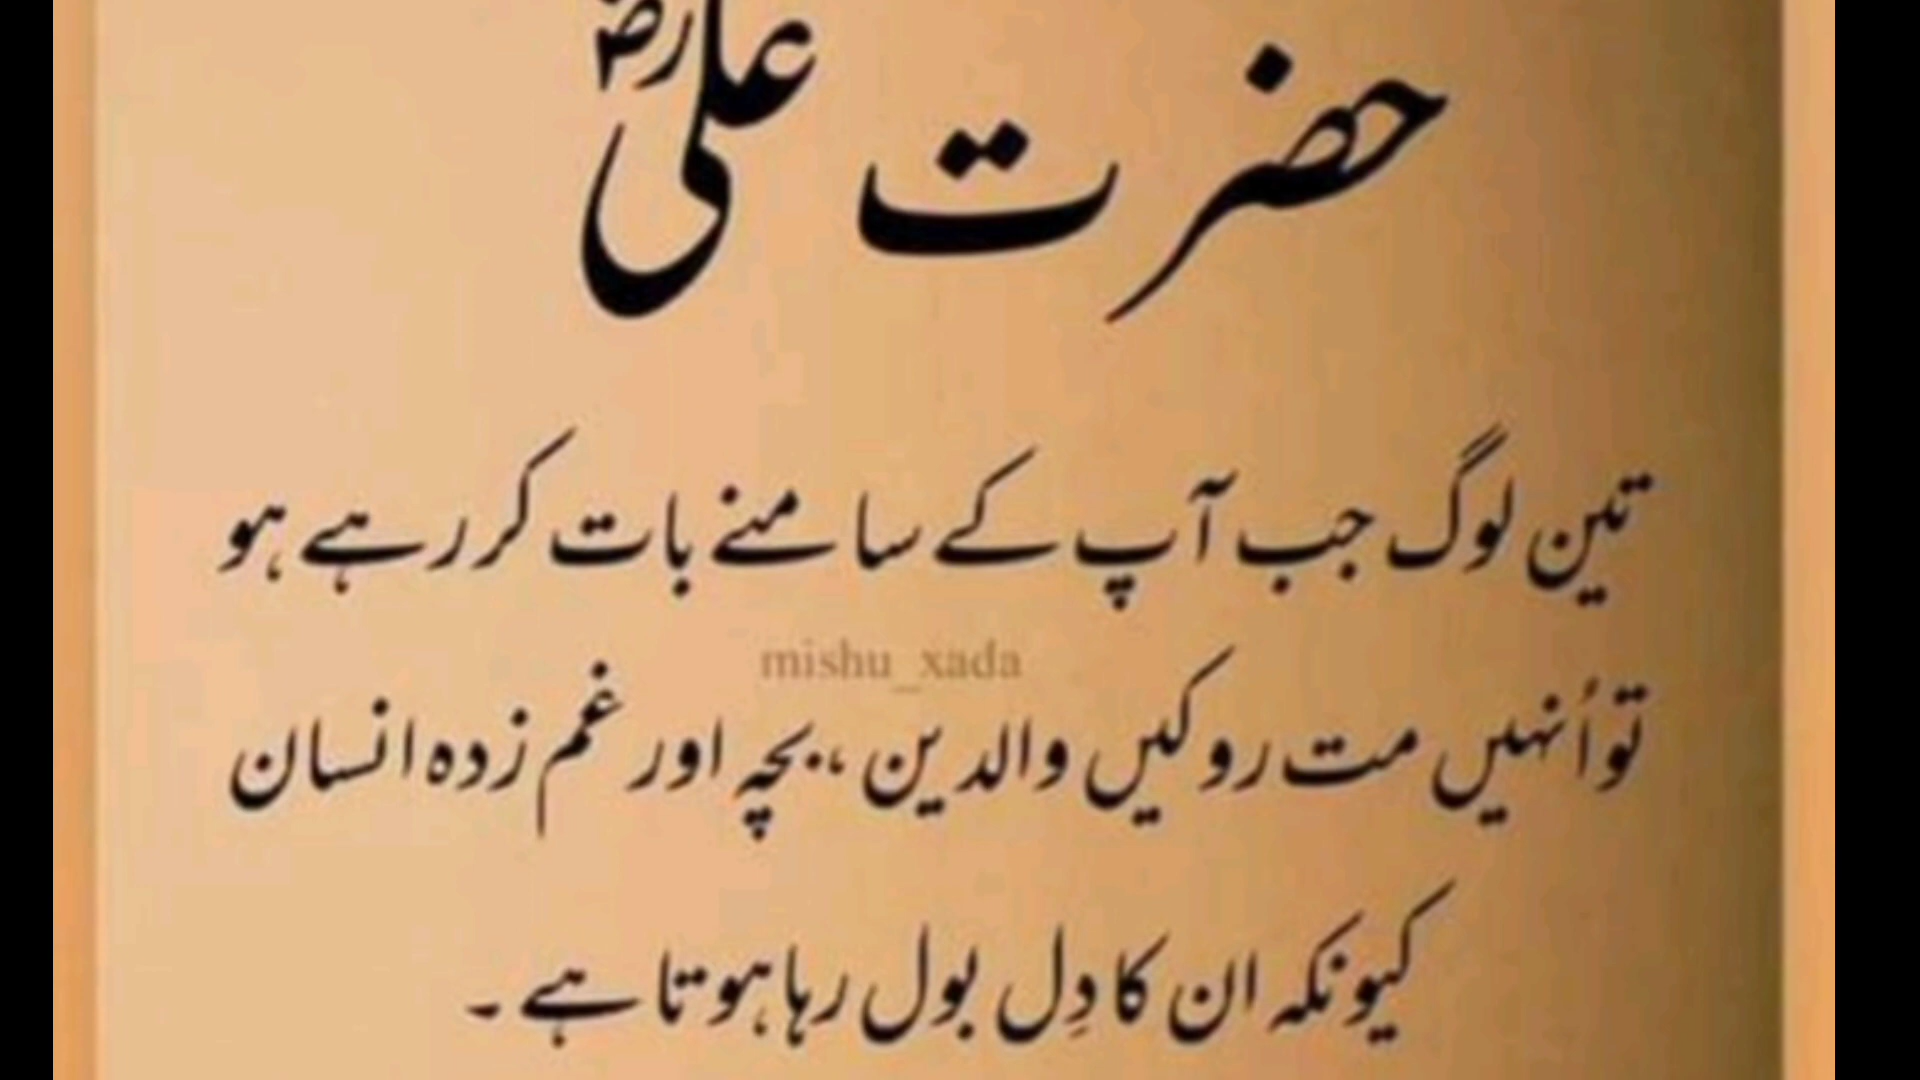 حضرت علیؓ
تین لوگ جب آپ کے سامنے بات کر رہے ہو
mishu_xada
تو اُنہیں مت روکیں والدین، بچہ اور غم زدہ انسان
کیونکہ ان کا دِل بول رہا ہوتا ہے ۔